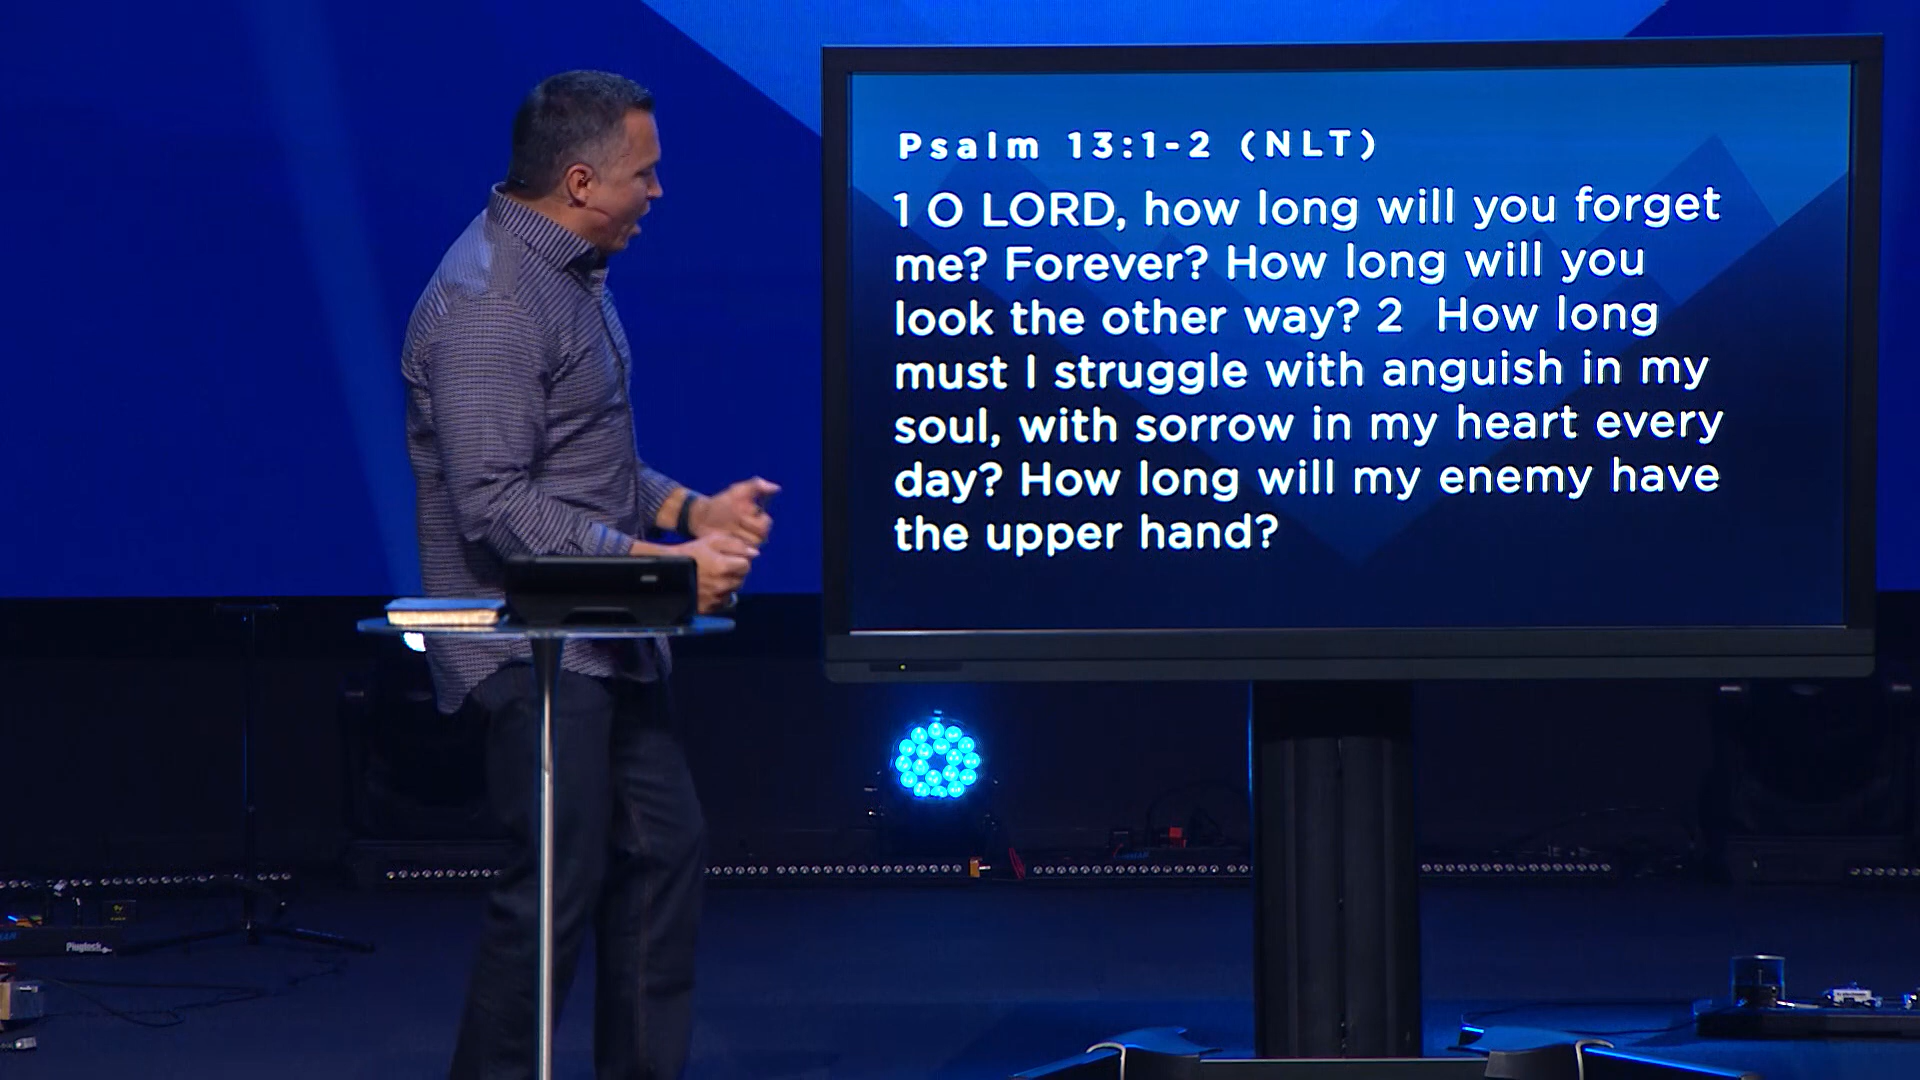 Psalm 13:1-2 (NLT)
1 O LORD, how long will you forget
me? Forever? How long will you
look the other way? 2 How long
must I struggle with anguish in my
soul, with sorrow in my heart every
day? How long will my enemy have
the upper hand?